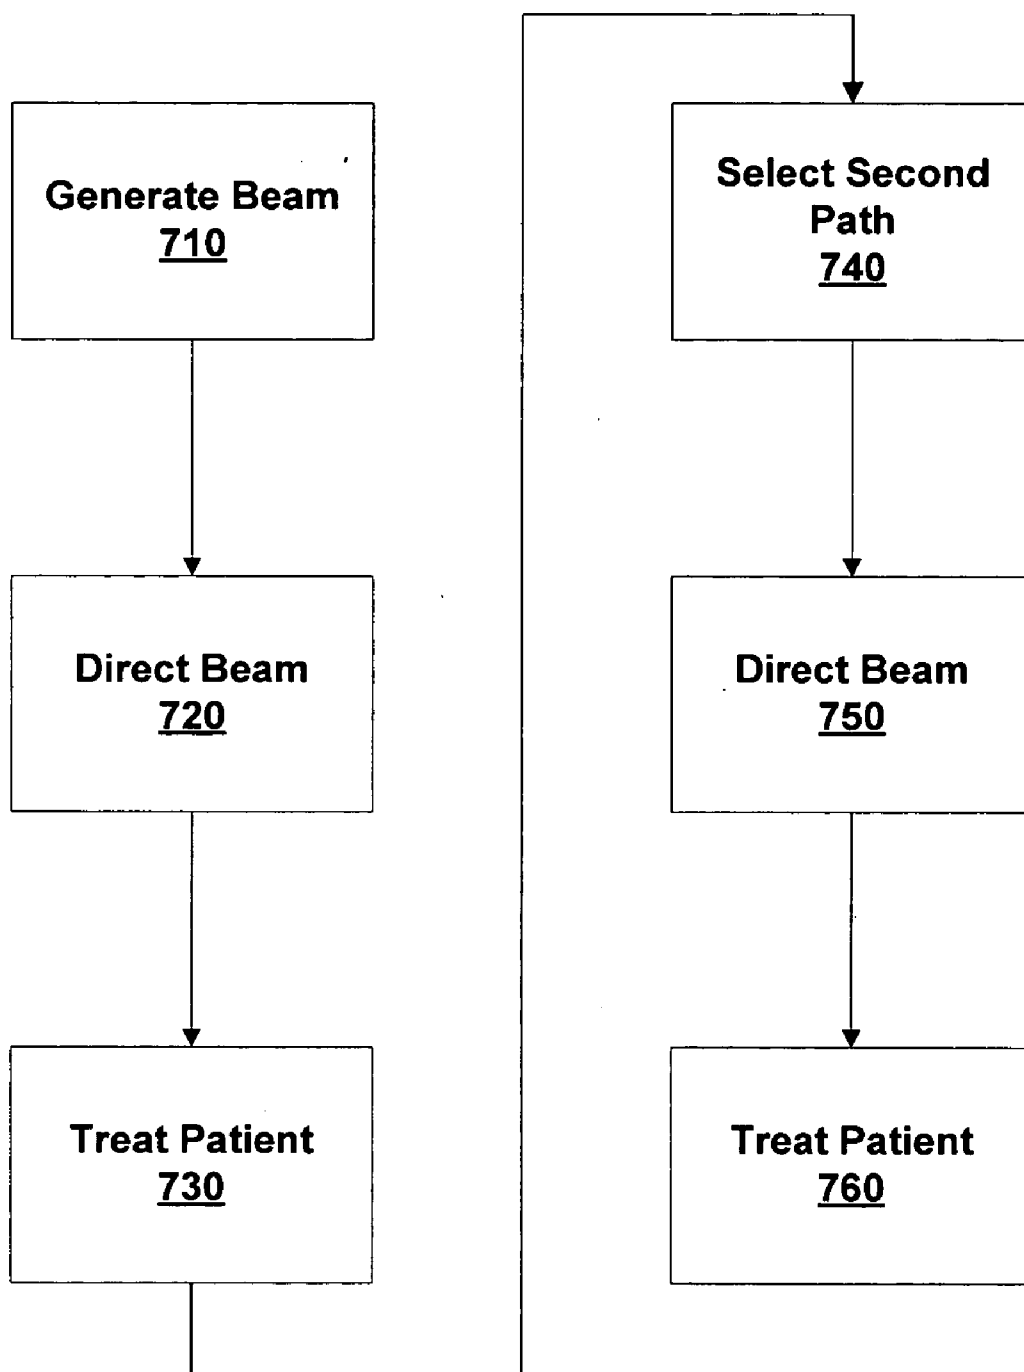 Generate Beam
710
Direct Beam
720
Treat Patient
730
Select Second
Path
740
Direct Beam
750
Treat Patient
760